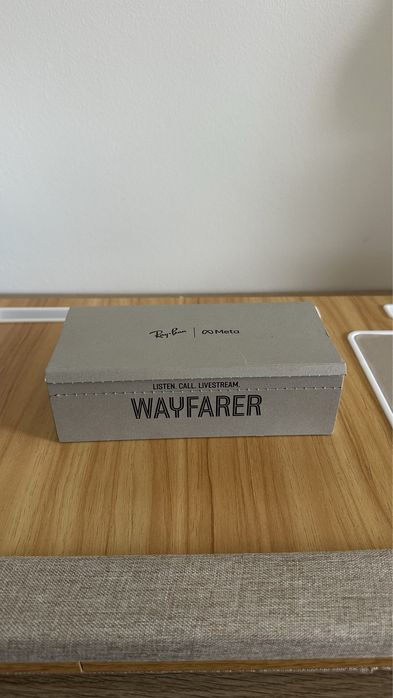 Ray-Ban | Meta
LISTEN. CALL. LIVESTREAM.
WAYFARER